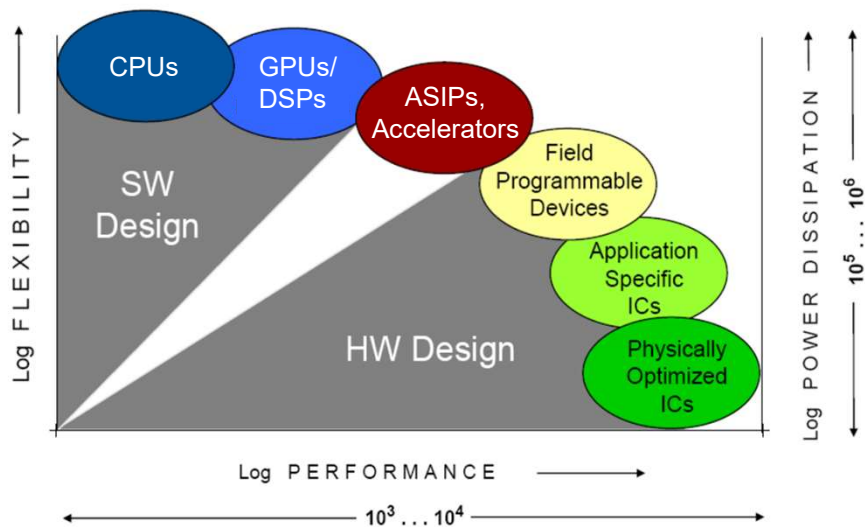 CPUs
GPUs/
DSPs
ASIPs,
Accelerators
Field
Programmable
Devices
Application
Specific
ICs
Physically
Optimized
ICs
SW
Design
HW Design
Log FLEXIBILITY
Log POWER DISSIPATION
10⁵ . . . 10⁶
Log PERFORMANCE
10³ . . . 10⁴